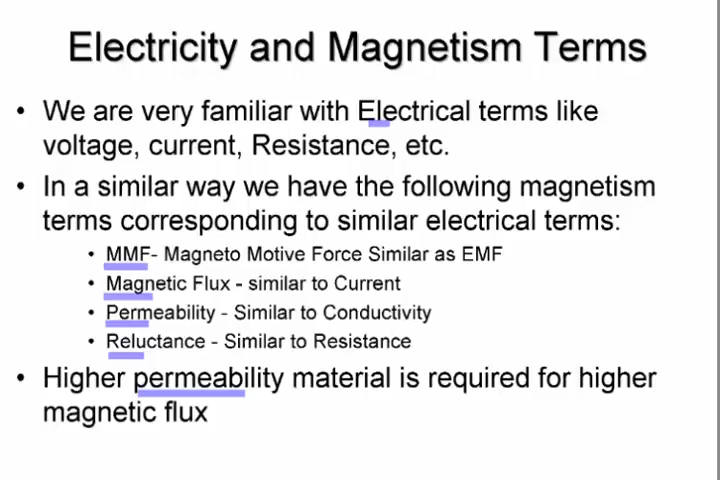 Electricity and Magnetism Terms
• We are very familiar with Electrical terms like
voltage, current, Resistance, etc.
• In a similar way we have the following magnetism
terms corresponding to similar electrical terms:
• MMF- Magneto Motive Force Similar as EMF
• Magnetic Flux - similar to Current
• Permeability - Similar to Conductivity
• Reluctance - Similar to Resistance
• Higher permeability material is required for higher
magnetic flux